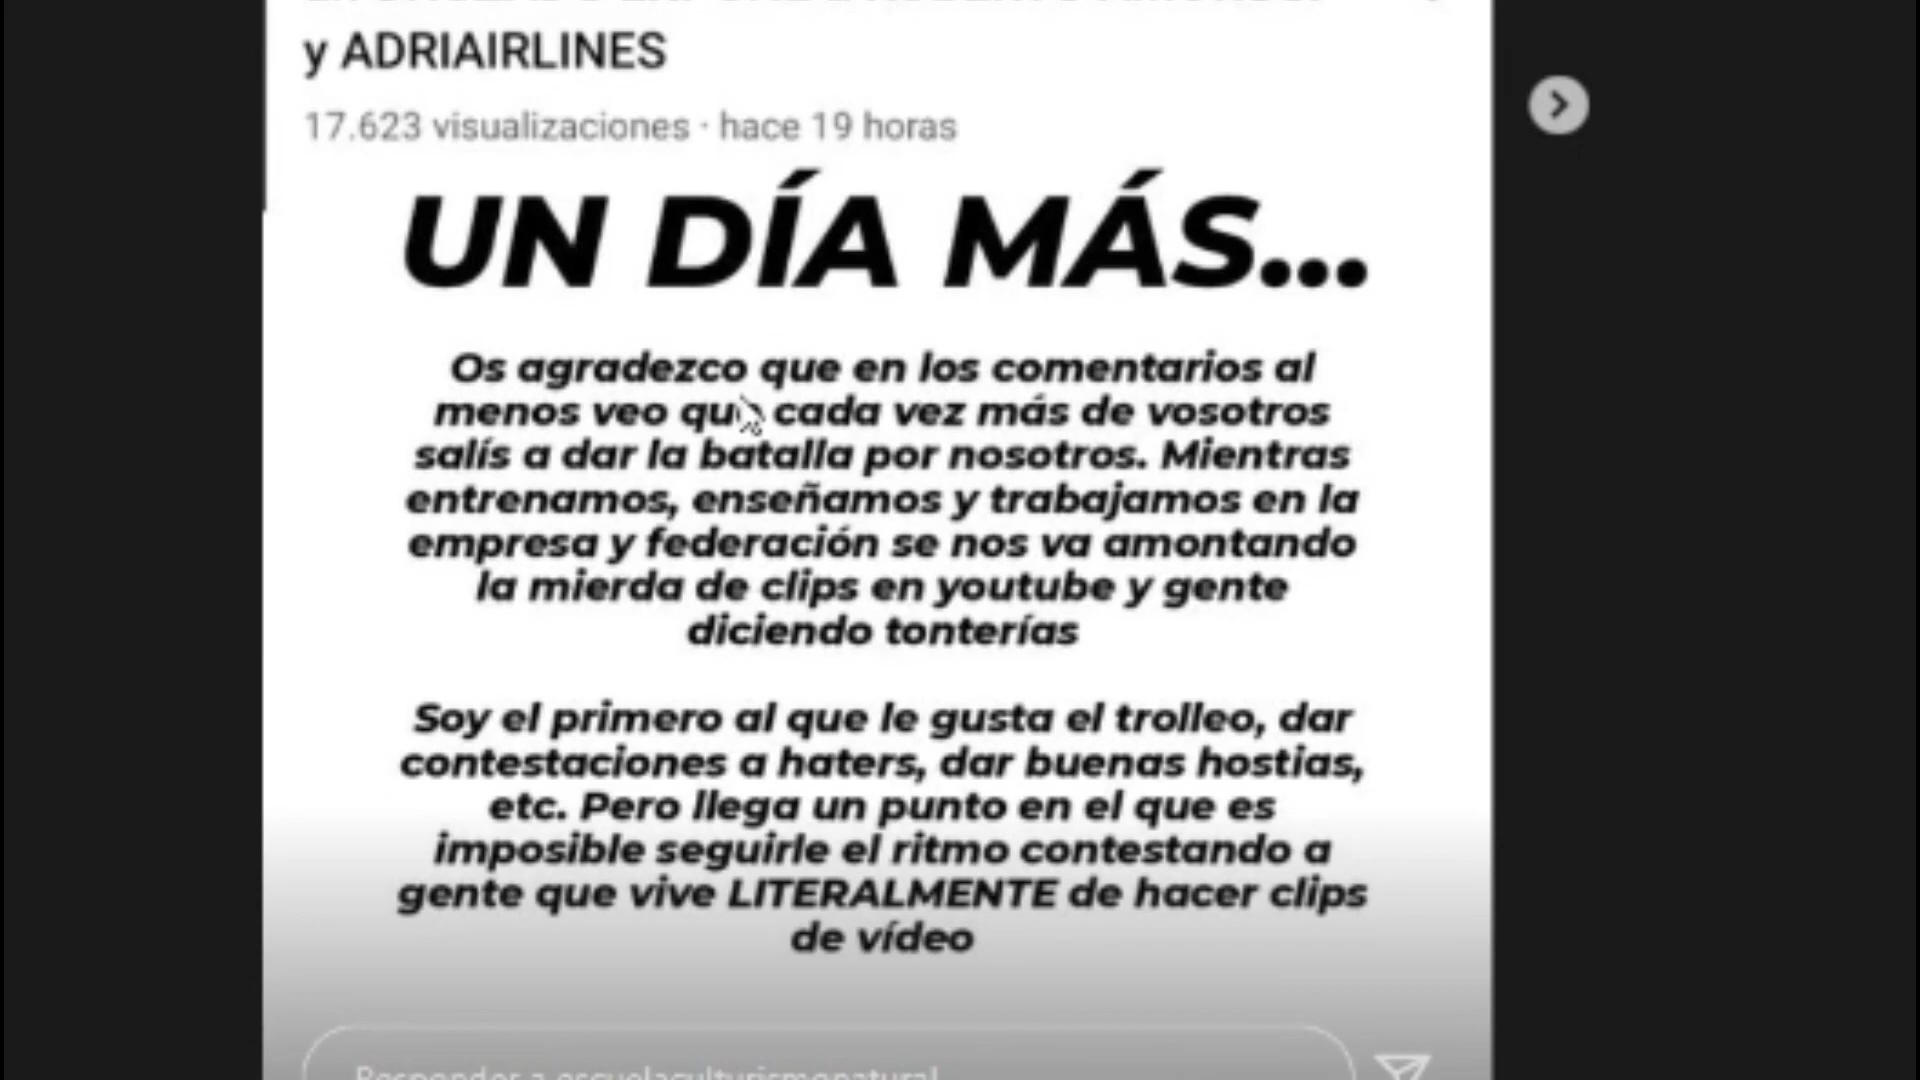 y ADRIAIRLINES
17.623 visualizaciones · hace 19 horas
UN DÍA MÁS...
Os agradezco que en los comentarios al
menos veo que cada vez más de vosotros
salís a dar la batalla por nosotros. Mientras
entrenamos, enseñamos y trabajamos en la
empresa y federación se nos va amontando
la mierda de clips en youtube y gente
diciendo tonterías
Soy el primero al que le gusta el trolleo, dar
contestaciones a haters, dar buenas hostias,
etc. Pero llega un punto en el que es
imposible seguirle el ritmo contestando a
gente que vive LITERALMENTE de hacer clips
de vídeo
Responder a escuelaculturismonatural